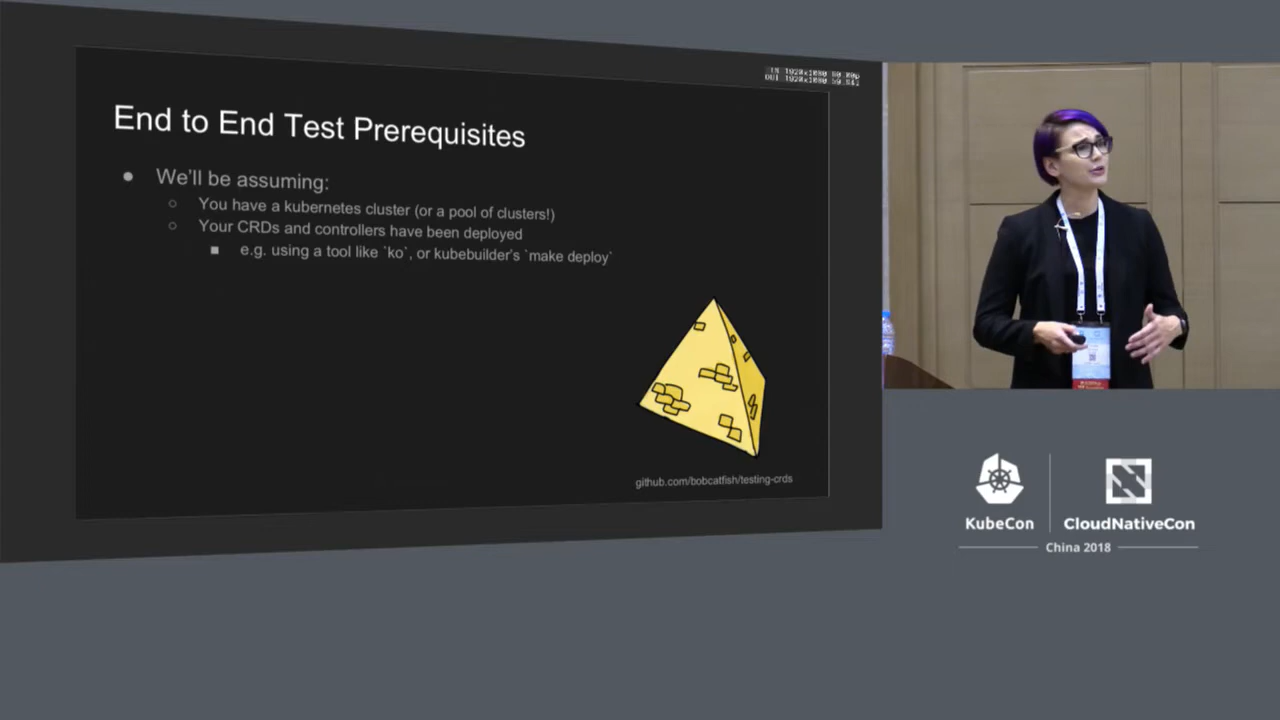 End to End Test Prerequisites
● We'll be assuming:
○ You have a kubernetes cluster (or a pool of clusters!)
○ Your CRDs and controllers have been deployed
■ e.g. using a tool like `ko`, or kubebuilder's `make deploy`
github.com/bobcatfish/testing-crds
KubeCon
CloudNativeCon
China 2018